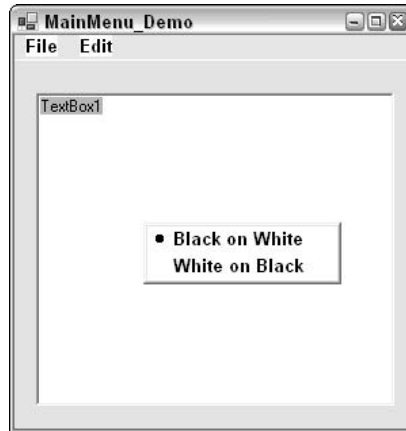 MainMenu_Demo
File Edit
TextBox1
Black on White
White on Black